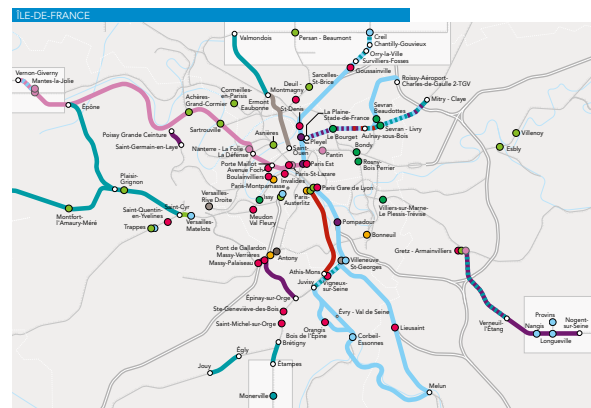 ÎLE-DE-FRANCE
Valmondois
Persan - Beaumont
Creil
Chantilly-Gouvieux
Orry-la-Ville
Survilliers-Fosses
Goussainville
Vernon-Giverny
Mantes-la-Jolie
Sarcelles-
St-Brice
Roissy-Aéroport-
Charles-de-Gaulle 2-TGV
Deuil -
Montmagny
Cormeilles-
en-Parisis
Achères-
Grand-Cormier
Ermont
Eaubonne
St-Denis
La Plaine-
Stade-de-France
Sevran
Beaudottes
Mitry - Claye
Épône
Sartrouville
Asnières
Pleyel
Le Bourget
Sevran - Livry
Aulnay-sous-Bois
Poissy Grande Ceinture
Saint-Germain-en-Laye
Nanterre - La Folie
La Défense
Saint-
Ouen
Pantin
Bondy
Villenoy
Esbly
Porte Maillot
Avenue Foch
Boulainvilliers
Paris Est
Paris-St-Lazare
Invalides
Rosny-
Bois Perrier
Plaisir-
Grignon
Paris-Montparnasse
Paris Gare de Lyon
Versailles-
Rive Droite
Issy
Paris-
Austerlitz
Villiers-sur-Marne-
Le Plessis-Trévise
Montfort-
l'Amaury-Méré
Saint-Quentin-
en-Yvelines
Saint-Cyr
Trappes
Versailles-
Matelots
Meudon
Val Fleury
Pompadour
Bonneuil
Pont de Gallardon
Massy-Verrières
Massy-Palaiseau
Antony
Gretz - Armainvilliers
Villeneuve
St-Georges
Athis-Mons
Juvisy
Vigneux-
sur-Seine
Épinay-sur-Orge
Ste-Geneviève-des-Bois
Évry - Val de Seine
Saint-Michel-sur-Orge
Orangis
Bois de l'Épine
Brétigny
Corbeil-
Essonnes
Lieusaint
Verneuil-
l'Étang
Provins
Nangis
Longueville
Nogent-
sur-Seine
Égly
Jouy
Étampes
Monerville
Melun